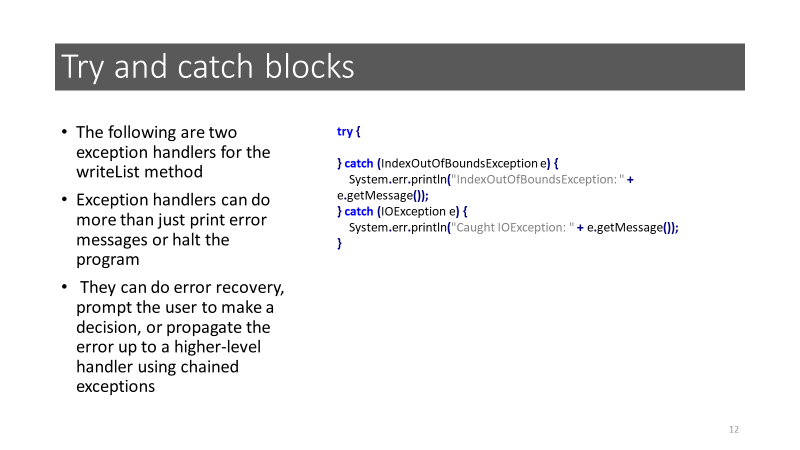 Try and catch blocks
• The following are two
exception handlers for the
writeList method
• Exception handlers can do
more than just print error
messages or halt the
program
• They can do error recovery,
prompt the user to make a
decision, or propagate the
error up to a higher-level
handler using chained
exceptions
try {
} catch (IndexOutOfBoundsException e) {
System.err.println("IndexOutOfBoundsException: " +
e.getMessage());
} catch (IOException e) {
System.err.println("Caught IOException: " + e.getMessage());
}
12